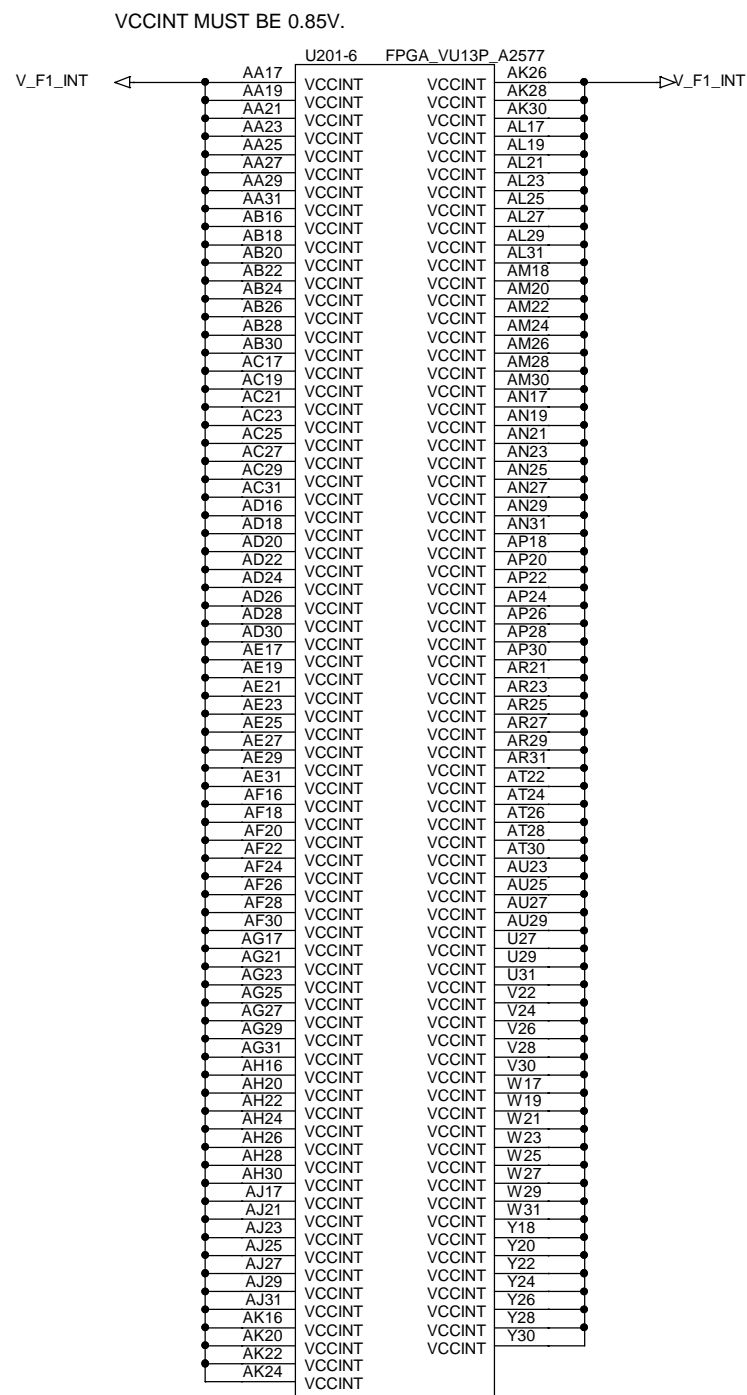 VCCINT MUST BE 0.85V.
U201-6 FPGA_VU13P_A2577
V_F1_INT AA17 VCCINT VCCINT AK26 V_F1_INT
AA19 VCCINT VCCINT AK28
AA21 VCCINT VCCINT AK30
AA23 VCCINT VCCINT AL17
AA25 VCCINT VCCINT AL19
AA27 VCCINT VCCINT AL21
AA29 VCCINT VCCINT AL23
AA31 VCCINT VCCINT AL25
AB16 VCCINT VCCINT AL27
AB18 VCCINT VCCINT AL29
AB20 VCCINT VCCINT AL31
AB22 VCCINT VCCINT AM18
AB24 VCCINT VCCINT AM20
AB26 VCCINT VCCINT AM22
AB28 VCCINT VCCINT AM24
AB30 VCCINT VCCINT AM26
AC17 VCCINT VCCINT AM28
AC19 VCCINT VCCINT AM30
AC21 VCCINT VCCINT AN17
AC23 VCCINT VCCINT AN19
AC25 VCCINT VCCINT AN21
AC27 VCCINT VCCINT AN23
AC29 VCCINT VCCINT AN25
AC31 VCCINT VCCINT AN27
AD16 VCCINT VCCINT AN29
AD18 VCCINT VCCINT AN31
AD20 VCCINT VCCINT AP18
AD22 VCCINT VCCINT AP20
AD24 VCCINT VCCINT AP22
AD26 VCCINT VCCINT AP24
AD28 VCCINT VCCINT AP26
AD30 VCCINT VCCINT AP28
AE17 VCCINT VCCINT AP30
AE19 VCCINT VCCINT AR21
AE21 VCCINT VCCINT AR23
AE23 VCCINT VCCINT AR25
AE25 VCCINT VCCINT AR27
AE27 VCCINT VCCINT AR29
AE29 VCCINT VCCINT AR31
AE31 VCCINT VCCINT AT22
AF16 VCCINT VCCINT AT24
AF18 VCCINT VCCINT AT26
AF20 VCCINT VCCINT AT28
AF22 VCCINT VCCINT AT30
AF24 VCCINT VCCINT AU23
AF26 VCCINT VCCINT AU25
AF28 VCCINT VCCINT AU27
AF30 VCCINT VCCINT AU29
AG17 VCCINT VCCINT U27
AG21 VCCINT VCCINT U29
AG23 VCCINT VCCINT U31
AG25 VCCINT VCCINT V22
AG27 VCCINT VCCINT V24
AG29 VCCINT VCCINT V26
AG31 VCCINT VCCINT V28
AH16 VCCINT VCCINT V30
AH20 VCCINT VCCINT W17
AH22 VCCINT VCCINT W19
AH24 VCCINT VCCINT W21
AH26 VCCINT VCCINT W23
AH28 VCCINT VCCINT W25
AH30 VCCINT VCCINT W27
AJ17 VCCINT VCCINT W29
AJ21 VCCINT VCCINT W31
AJ23 VCCINT VCCINT Y18
AJ25 VCCINT VCCINT Y20
AJ27 VCCINT VCCINT Y22
AJ29 VCCINT VCCINT Y24
AJ31 VCCINT VCCINT Y26
AK16 VCCINT VCCINT Y28
AK20 VCCINT VCCINT Y30
AK22 VCCINT
AK24 VCCINT